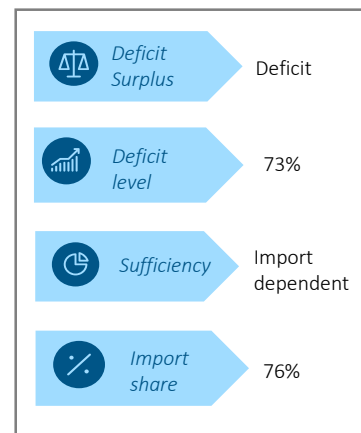 Deficit
Surplus
Deficit
Deficit
level
73%
Sufficiency
Import
dependent
Import
share
76%